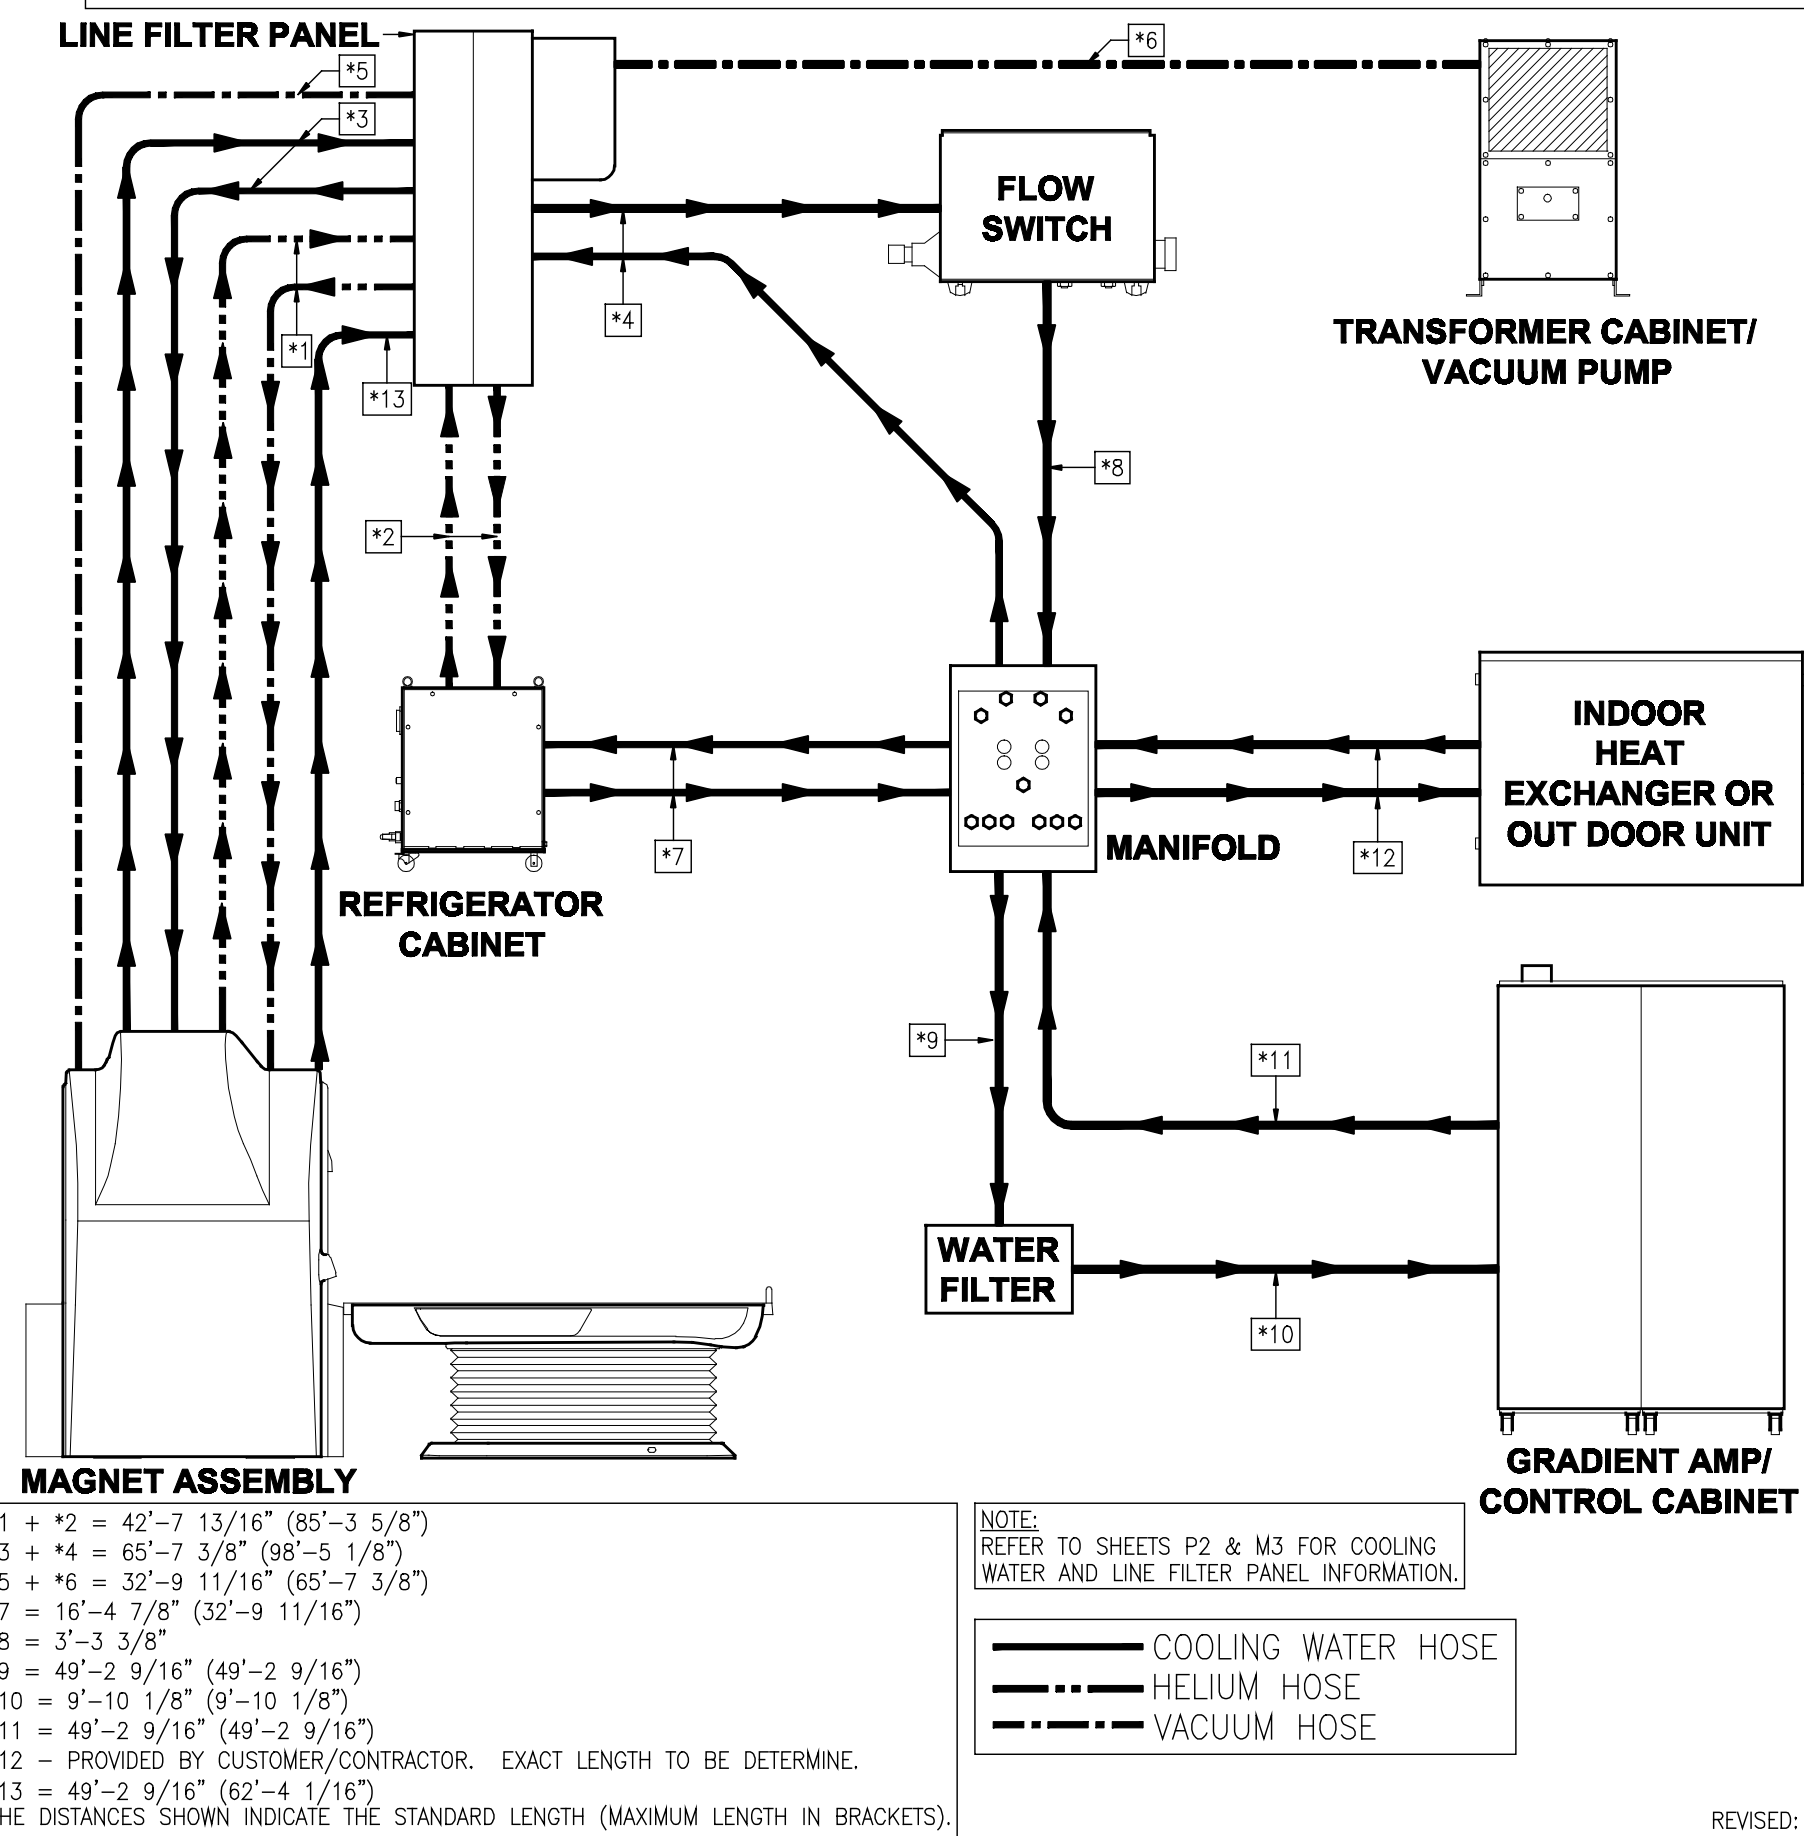 LINE FILTER PANEL
*5
*6
*3
FLOW
SWITCH
*4
*1
*13
TRANSFORMER CABINET/
VACUUM PUMP
*8
*2
INDOOR
HEAT
EXCHANGER OR
OUT DOOR UNIT
MANIFOLD
*7
*12
REFRIGERATOR
CABINET
*9
*11
WATER
FILTER
*10
MAGNET ASSEMBLY
GRADIENT AMP/
CONTROL CABINET
1 + *2 = 42'-7 13/16" (85'-3 5/8")
3 + *4 = 65'-7 3/8" (98'-5 1/8")
5 + *6 = 32'-9 11/16" (65'-7 3/8")
7 = 16'-4 7/8" (32'-9 11/16")
8 = 3'-3 3/8"
9 = 49'-2 9/16" (49'-2 9/16")
10 = 9'-10 1/8" (9'-10 1/8")
11 = 49'-2 9/16" (49'-2 9/16")
12 - PROVIDED BY CUSTOMER/CONTRACTOR. EXACT LENGTH TO BE DETERMINE.
13 = 49'-2 9/16" (62'-4 1/16")
HE DISTANCES SHOWN INDICATE THE STANDARD LENGTH (MAXIMUM LENGTH IN BRACKETS).
NOTE:
REFER TO SHEETS P2 & M3 FOR COOLING
WATER AND LINE FILTER PANEL INFORMATION.
COOLING WATER HOSE
HELIUM HOSE
VACUUM HOSE
REVISED: